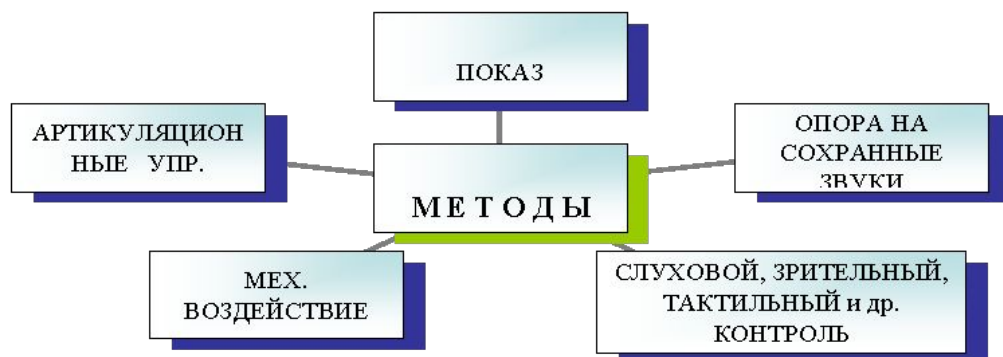 ПОКАЗ
АРТИКУЛЯЦИОН
НЫЕ УПР.
ОПОРА НА
СОХРАННЫЕ
ЗВУКИ
МЕТОДЫ
МЕХ.
ВОЗДЕЙСТВИЕ
СЛУХОВОЙ, ЗРИТЕЛЬНЫЙ,
ТАКТИЛЬНЫЙ и др.
КОНТРОЛЬ